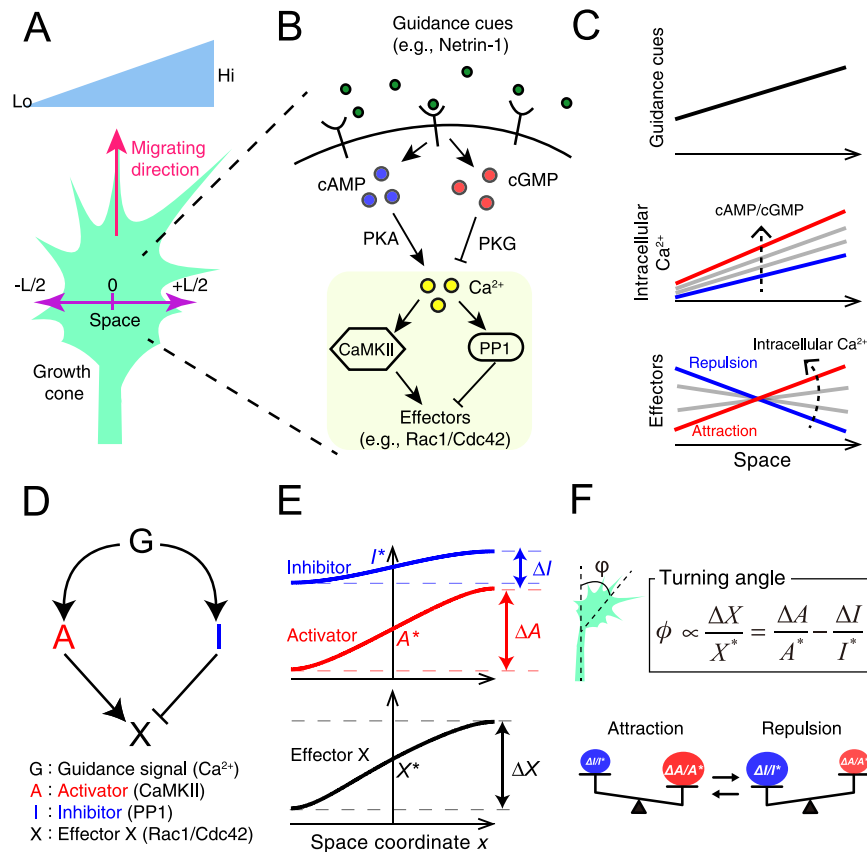 A
Lo
Hi
Migrating
direction
-L/2
0
+L/2
Space
Growth
cone
B
Guidance cues
(e.g., Netrin-1)
cAMP
cGMP
PKA
PKG
Ca²⁺
CaMKII
PP1
Effectors
(e.g., Rac1/Cdc42)
C
Guidance
cues
cAMP/cGMP
Intracellular
Ca²⁺
Intracellular Ca²⁺
Repulsion
Effectors
Attraction
Space
D
G
A
I
X
G : Guidance signal (Ca²⁺)
A : Activator (CaMKII)
I : Inhibitor (PP1)
X : Effector X (Rac1/Cdc42)
E
Inhibitor
I*
ΔI
Activator
A*
ΔA
Effector X
X*
ΔX
Space coordinate x
F
φ
Turning angle
ϕ ∝ ΔX/X* = ΔA/A* − ΔI/I*
Attraction
Repulsion
ΔI/I*
ΔA/A*
ΔI/I*
ΔA/A*